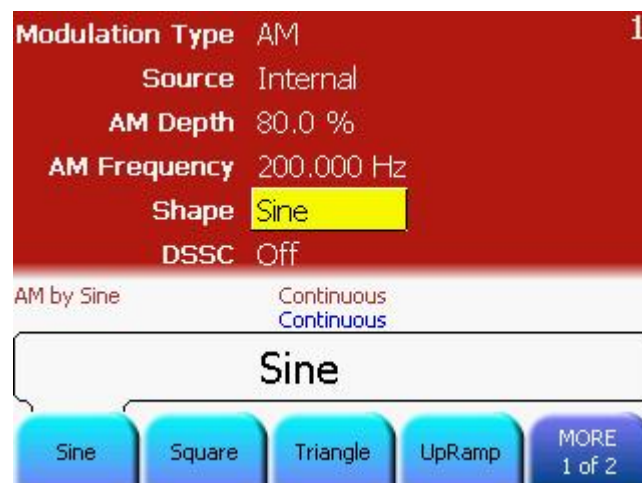 Modulation Type AM 1
Source Internal
AM Depth 80.0 %
AM Frequency 200.000 Hz
Shape Sine
DSSC Off
AM by Sine Continuous
Continuous
Sine
Sine Square Triangle UpRamp MORE
1 of 2